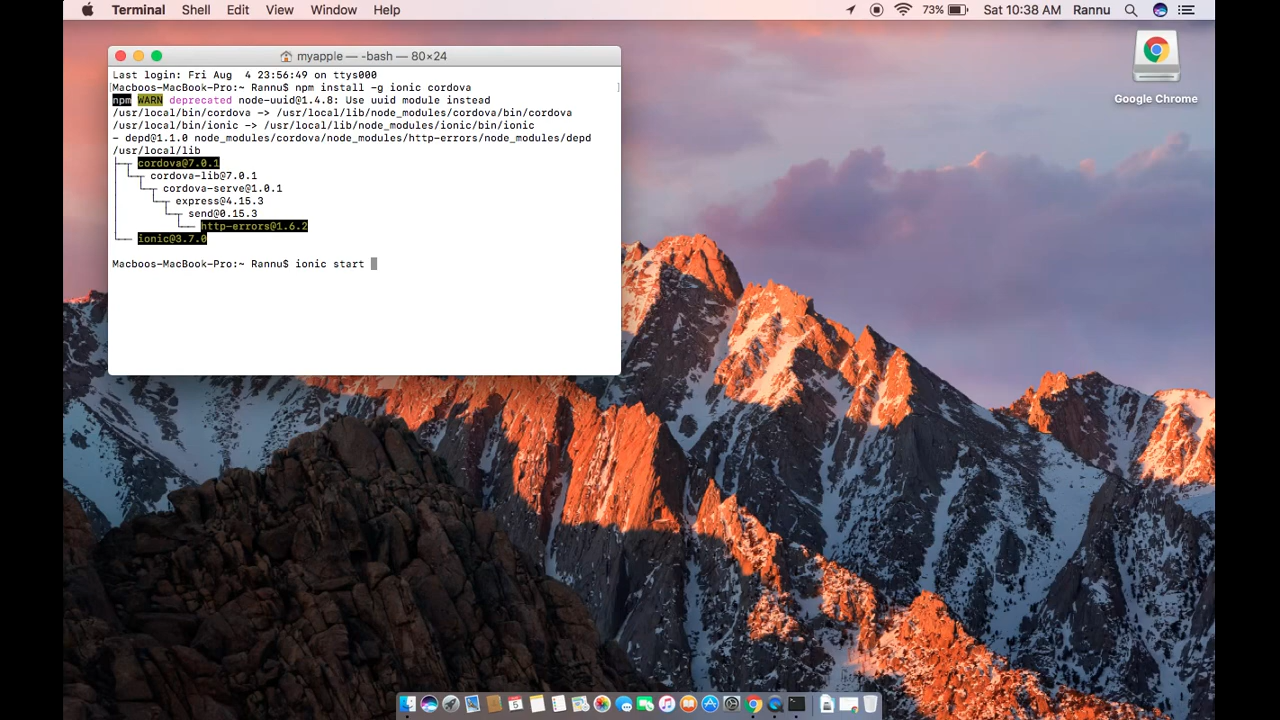 Terminal Shell Edit View Window Help 73% Sat 10:38 AM Rannu
myapple — -bash — 80×24
Last login: Fri Aug  4 23:56:49 on ttys000
[Macboos-MacBook-Pro:~ Rannu$ npm install -g ionic cordova ]
npm WARN deprecated node-uuid@1.4.8: Use uuid module instead
/usr/local/bin/cordova -> /usr/local/lib/node_modules/cordova/bin/cordova
/usr/local/bin/ionic -> /usr/local/lib/node_modules/ionic/bin/ionic
- depd@1.1.0 node_modules/cordova/node_modules/http-errors/node_modules/depd
/usr/local/lib
cordova@7.0.1
cordova-lib@7.0.1
cordova-serve@1.0.1
express@4.15.3
send@0.15.3
http-errors@1.6.2
ionic@3.7.0
Macboos-MacBook-Pro:~ Rannu$ ionic start
Google Chrome
5